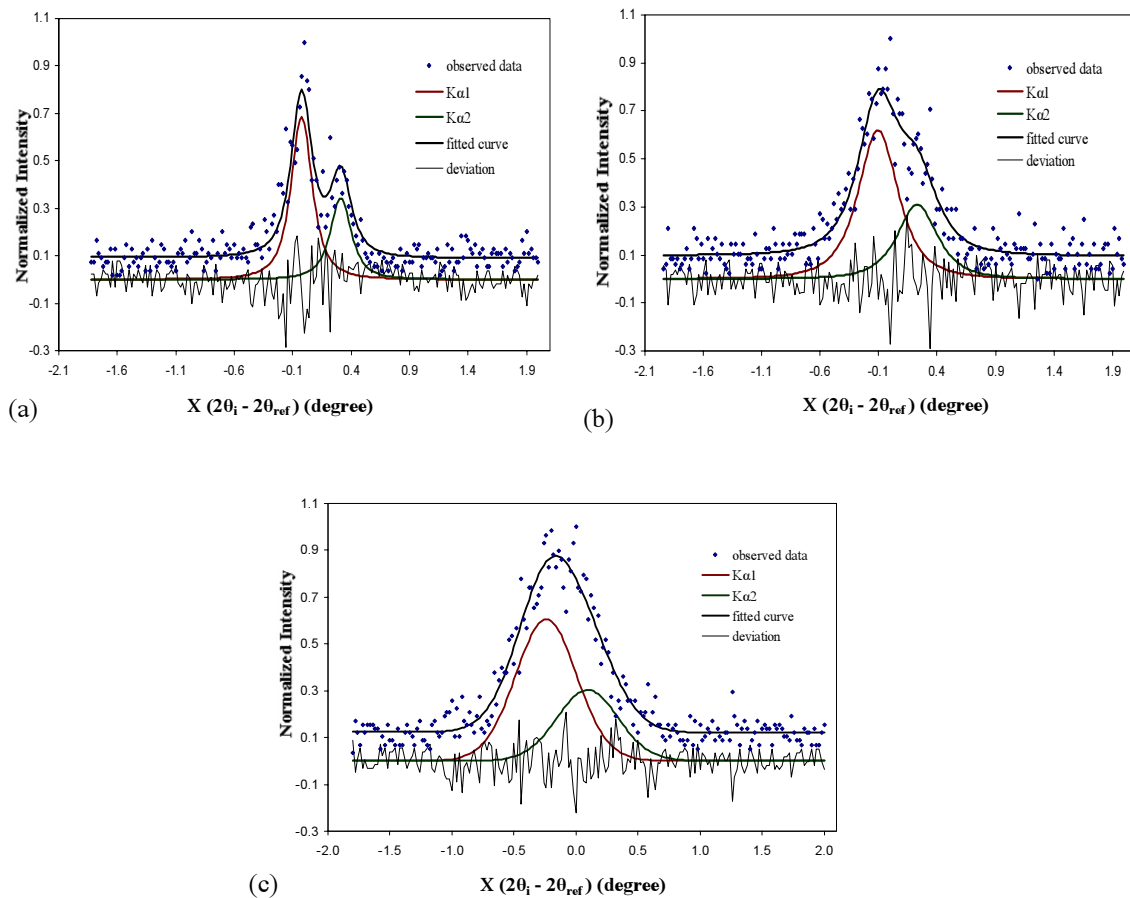 1.1
0.9
0.7
0.5
0.3
0.1
-0.1
-0.3
Normalized Intensity
observed data
Kα1
Kα2
fitted curve
deviation
-2.1 -1.6 -1.1 -0.6 -0.1 0.4 0.9 1.4 1.9
X (2θi - 2θref) (degree)
(a)
1.1
0.9
0.7
0.5
0.3
0.1
-0.1
-0.3
Normalized Intensity
observed data
Kα1
Kα2
fitted curve
deviation
-2.1 -1.6 -1.1 -0.6 -0.1 0.4 0.9 1.4 1.9
X (2θi - 2θref) (degree)
(b)
1.1
0.9
0.7
0.5
0.3
0.1
-0.1
-0.3
Normalized Intensity
observed data
Kα1
Kα2
fitted curve
deviation
-2.0 -1.5 -1.0 -0.5 0.0 0.5 1.0 1.5 2.0
X (2θi - 2θref) (degree)
(c)